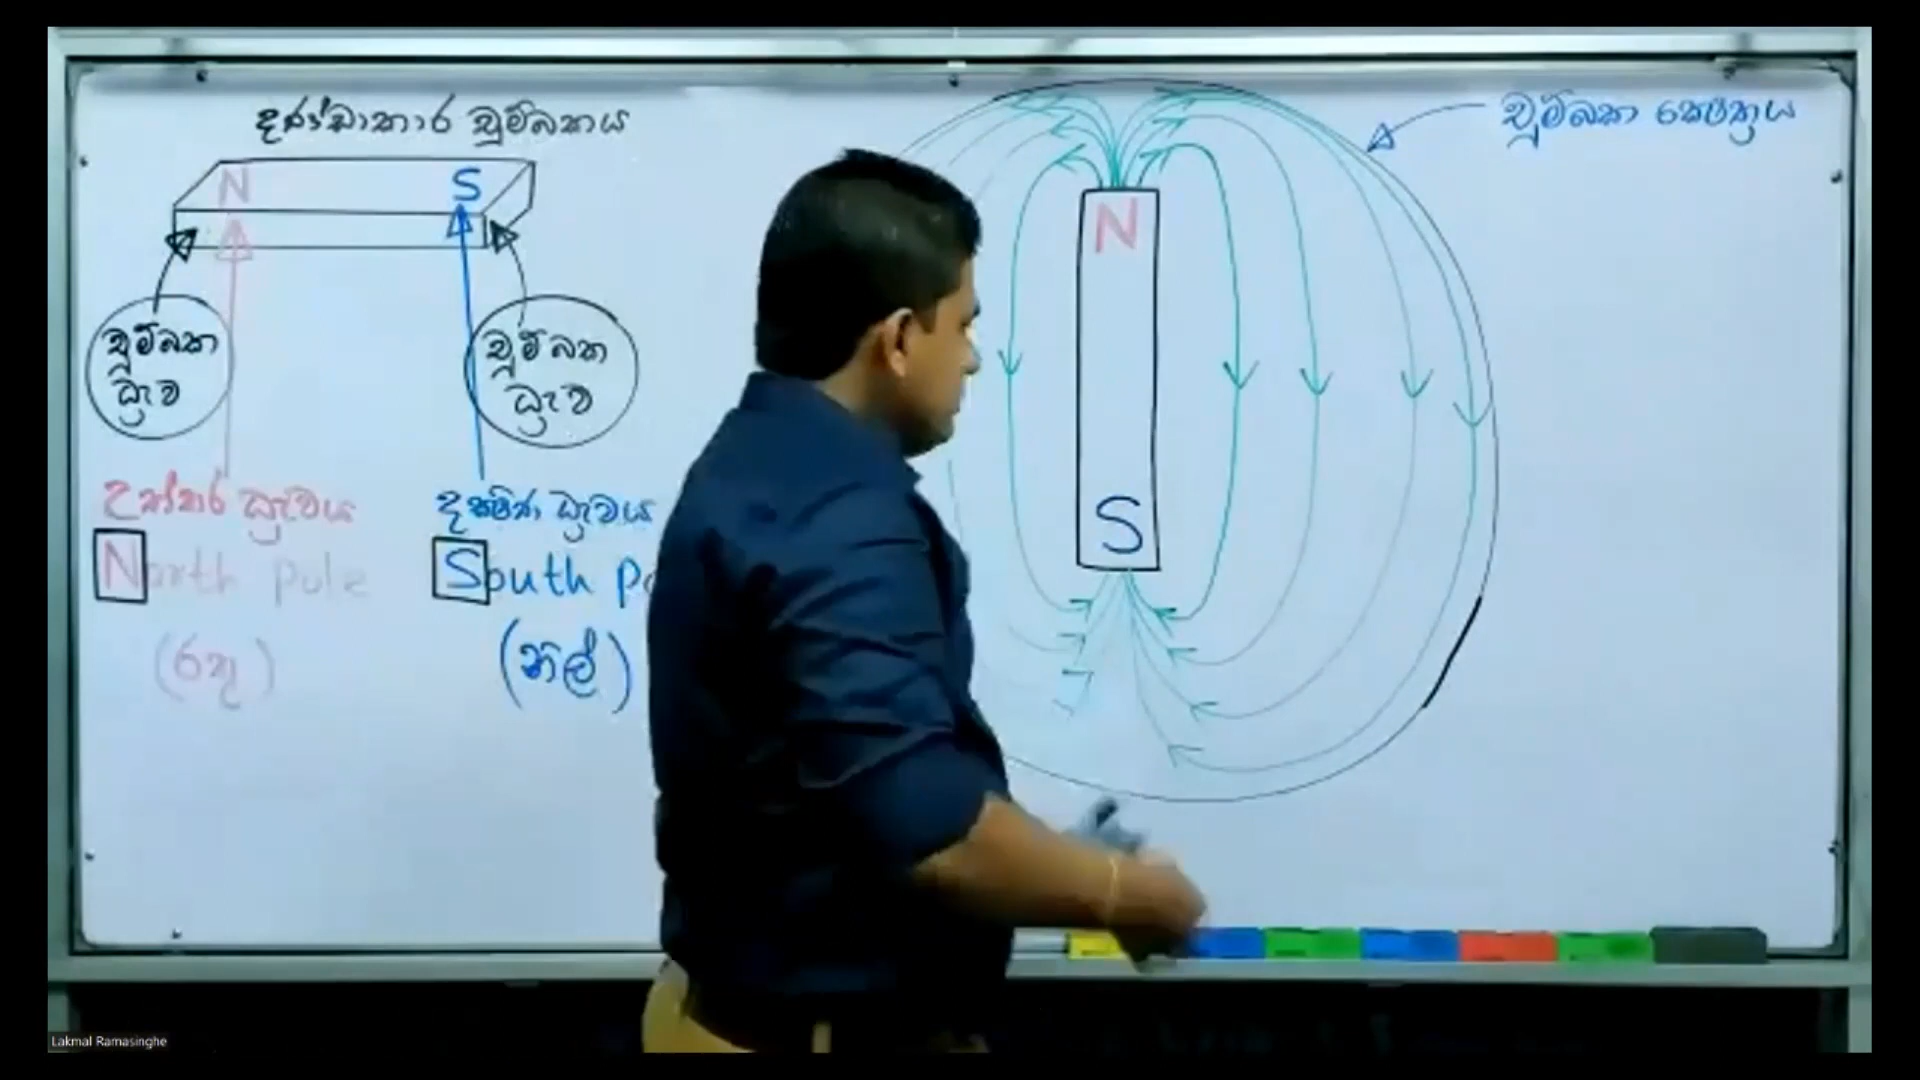 දණ්ඩාකාර චුම්බකය
N
S
චුම්බක
ධ්‍රැව
චුම්බක
ධ්‍රැව
උත්තර ධ්‍රැවය
North pole
(රතු)
දක්ෂිණ ධ්‍රැවය
South
(නිල්)
චුම්බක ක්ෂේත්‍රය
N
S
Lakmal Ramasinghe